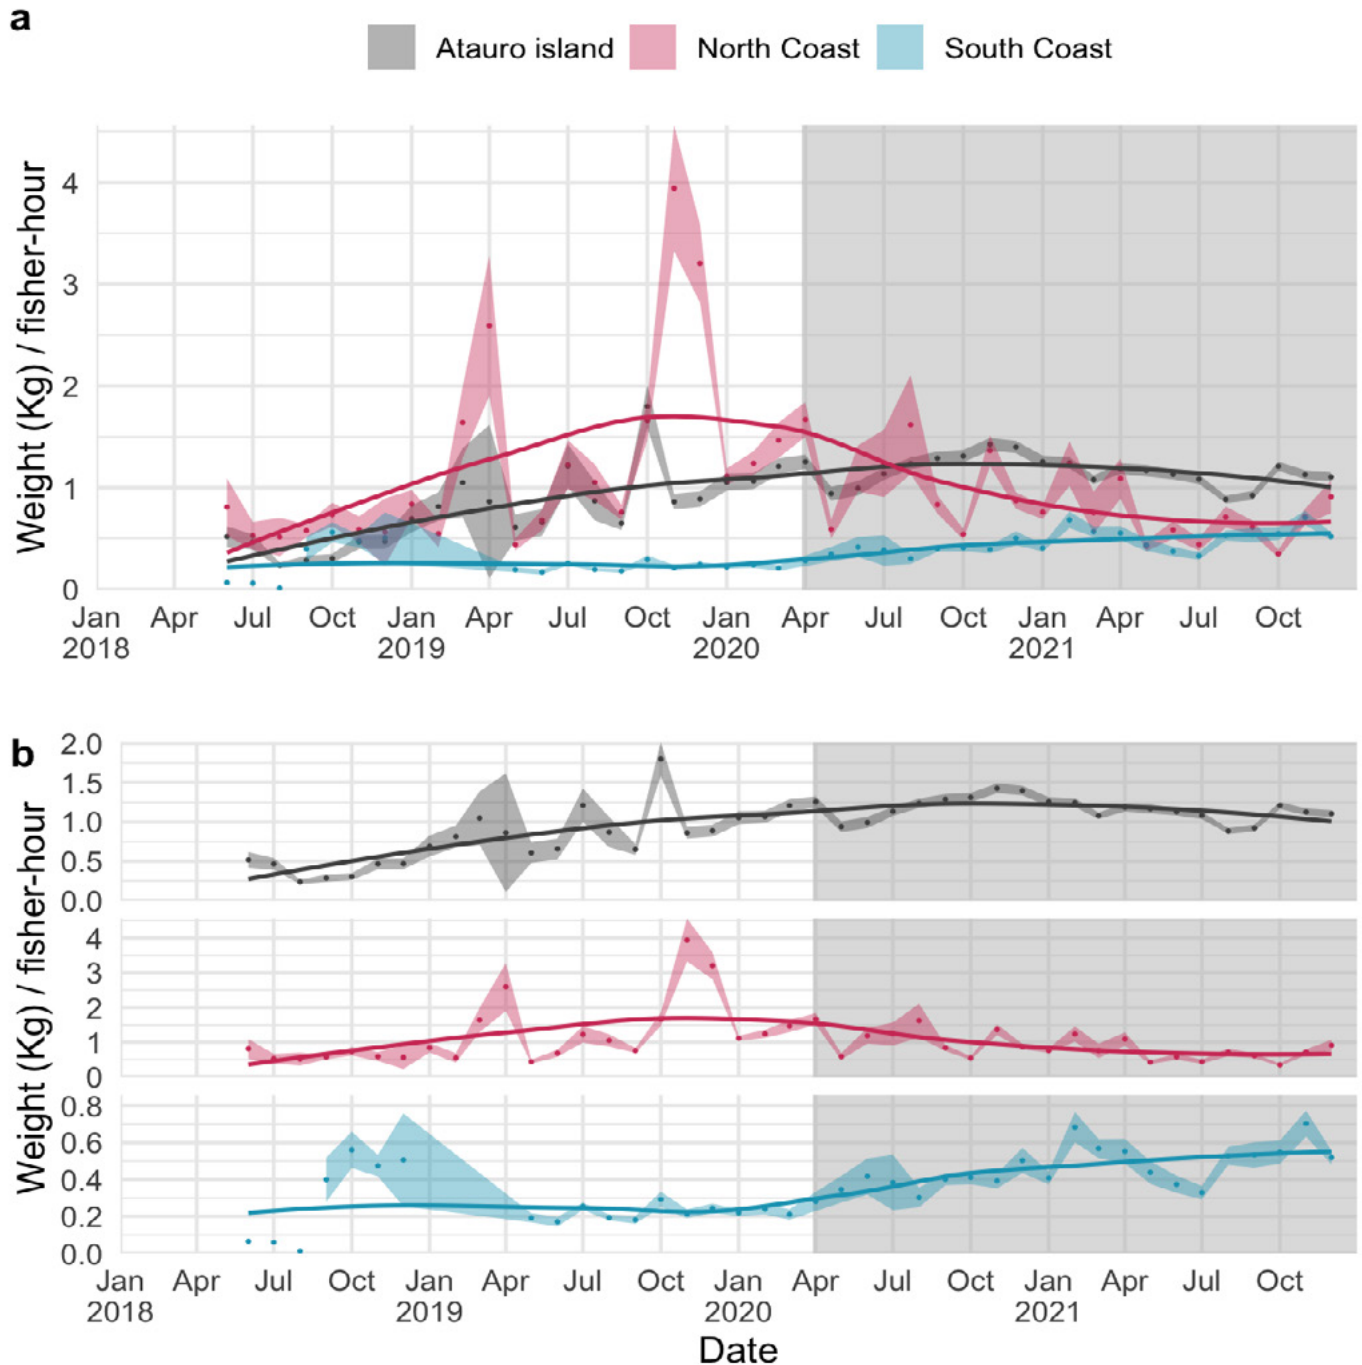 a
Atauro island North Coast South Coast
Weight (Kg) / fisher-hour
4
3
2
1
0
Jan Apr Jul Oct Jan Apr Jul Oct Jan Apr Jul Oct Jan Apr Jul Oct
2018 2019 2020 2021
b
Weight (Kg) / fisher-hour
2.0
1.5
1.0
0.5
0.0
4
3
2
1
0
Weight (Kg) / fisher-hour
0.8
0.6
0.4
0.2
0.0
Jan Apr Jul Oct Jan Apr Jul Oct Jan Apr Jul Oct Jan Apr Jul Oct
2018 2019 2020 2021
Date